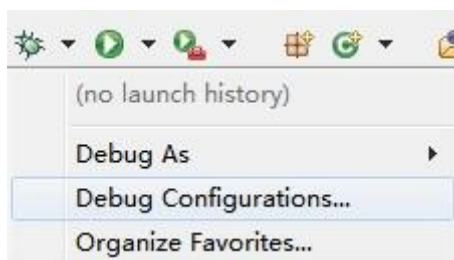 (no launch history)
Debug As
Debug Configurations...
Organize Favorites...